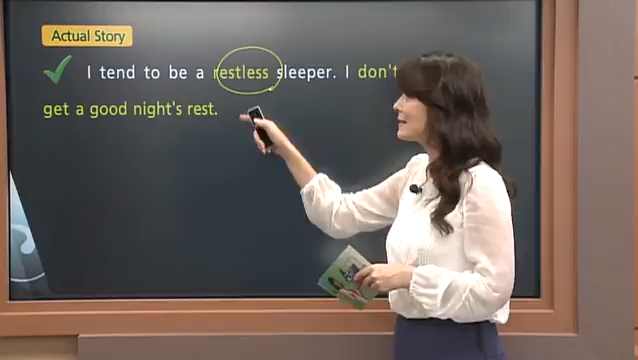 Actual Story
I tend to be a restless sleeper. I don't
get a good night's rest.